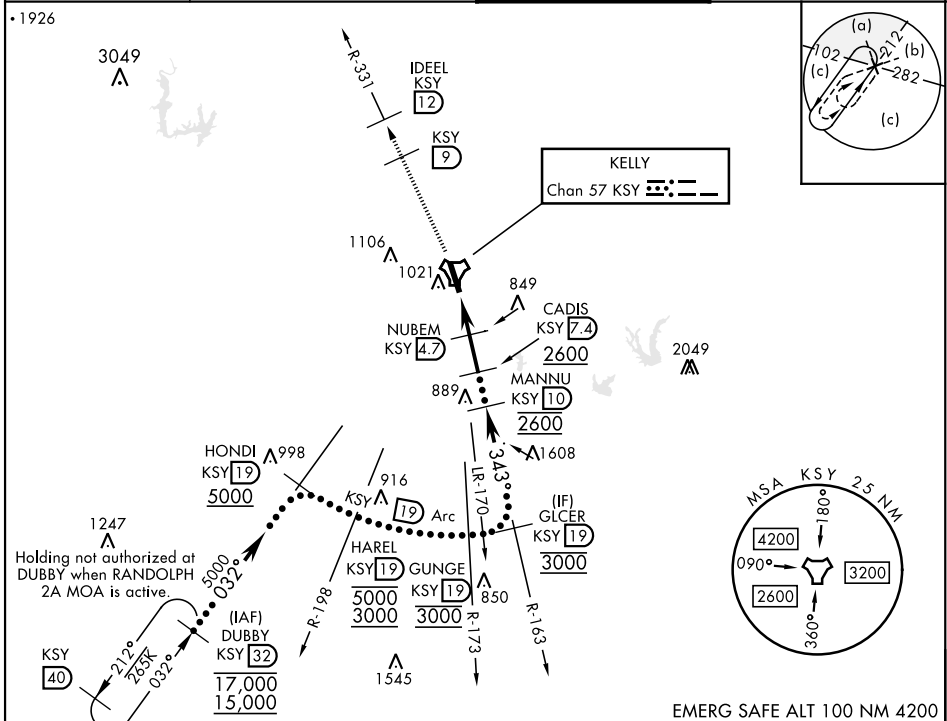 1926
3049
R-331
IDEEL
KSY 12
KSY
9
KELLY
Chan 57 KSY
(a)
212
102
(b)
(c)
282
(c)
1106
1021
849
NUBEM
KSY 4.7
CADIS
KSY 7.4
2600
2049
889
MANNU
KSY 10
2600
HONDI
KSY 19
5000
998
916
KSY 19 Arc
LR-170
343°
1608
(IF)
GLCER
KSY 19
3000
1247
Holding not authorized at
DUBBY when RANDOLPH
2A MOA is active.
5000
032°
HAREL
KSY 19
5000
3000
GUNGE
KSY 19
3000
850
R-198
R-173
R-163
1545
(IAF)
DUBBY
KSY 32
17,000
15,000
KSY
40
212°
265K
032°
MSA KSY 25 NM
180°
4200
090°
3200
2600
360°
EMERG SAFE ALT 100 NM 4200